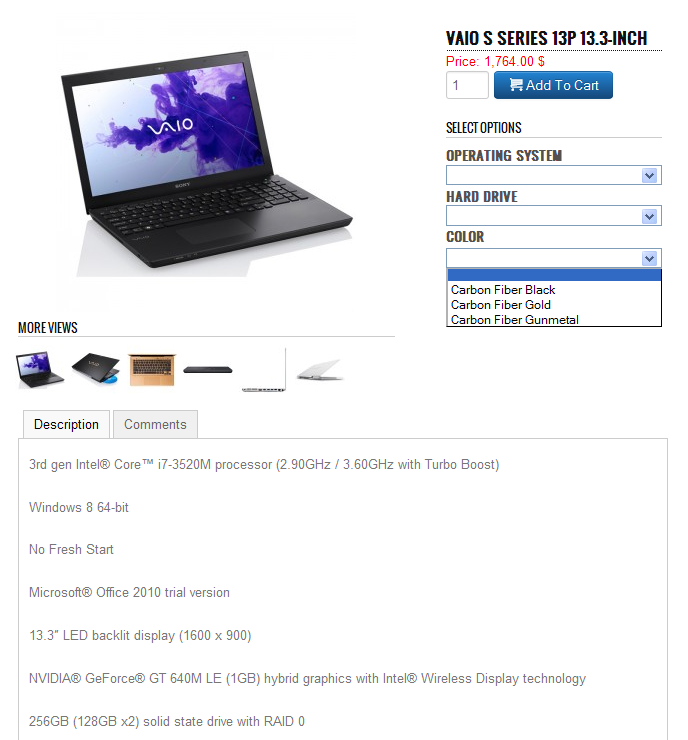 VAIO S SERIES 13P 13.3-INCH
Price: 1,764.00 $
1
Add To Cart
VAIO
SONY
SELECT OPTIONS
OPERATING SYSTEM
HARD DRIVE
COLOR
Carbon Fiber Black
Carbon Fiber Gold
Carbon Fiber Gunmetal
MORE VIEWS
VAIO
Description
Comments
3rd gen Intel® Core™ i7-3520M processor (2.90GHz / 3.60GHz with Turbo Boost)
Windows 8 64-bit
No Fresh Start
Microsoft® Office 2010 trial version
13.3″ LED backlit display (1600 x 900)
NVIDIA® GeForce® GT 640M LE (1GB) hybrid graphics with Intel® Wireless Display technology
256GB (128GB x2) solid state drive with RAID 0